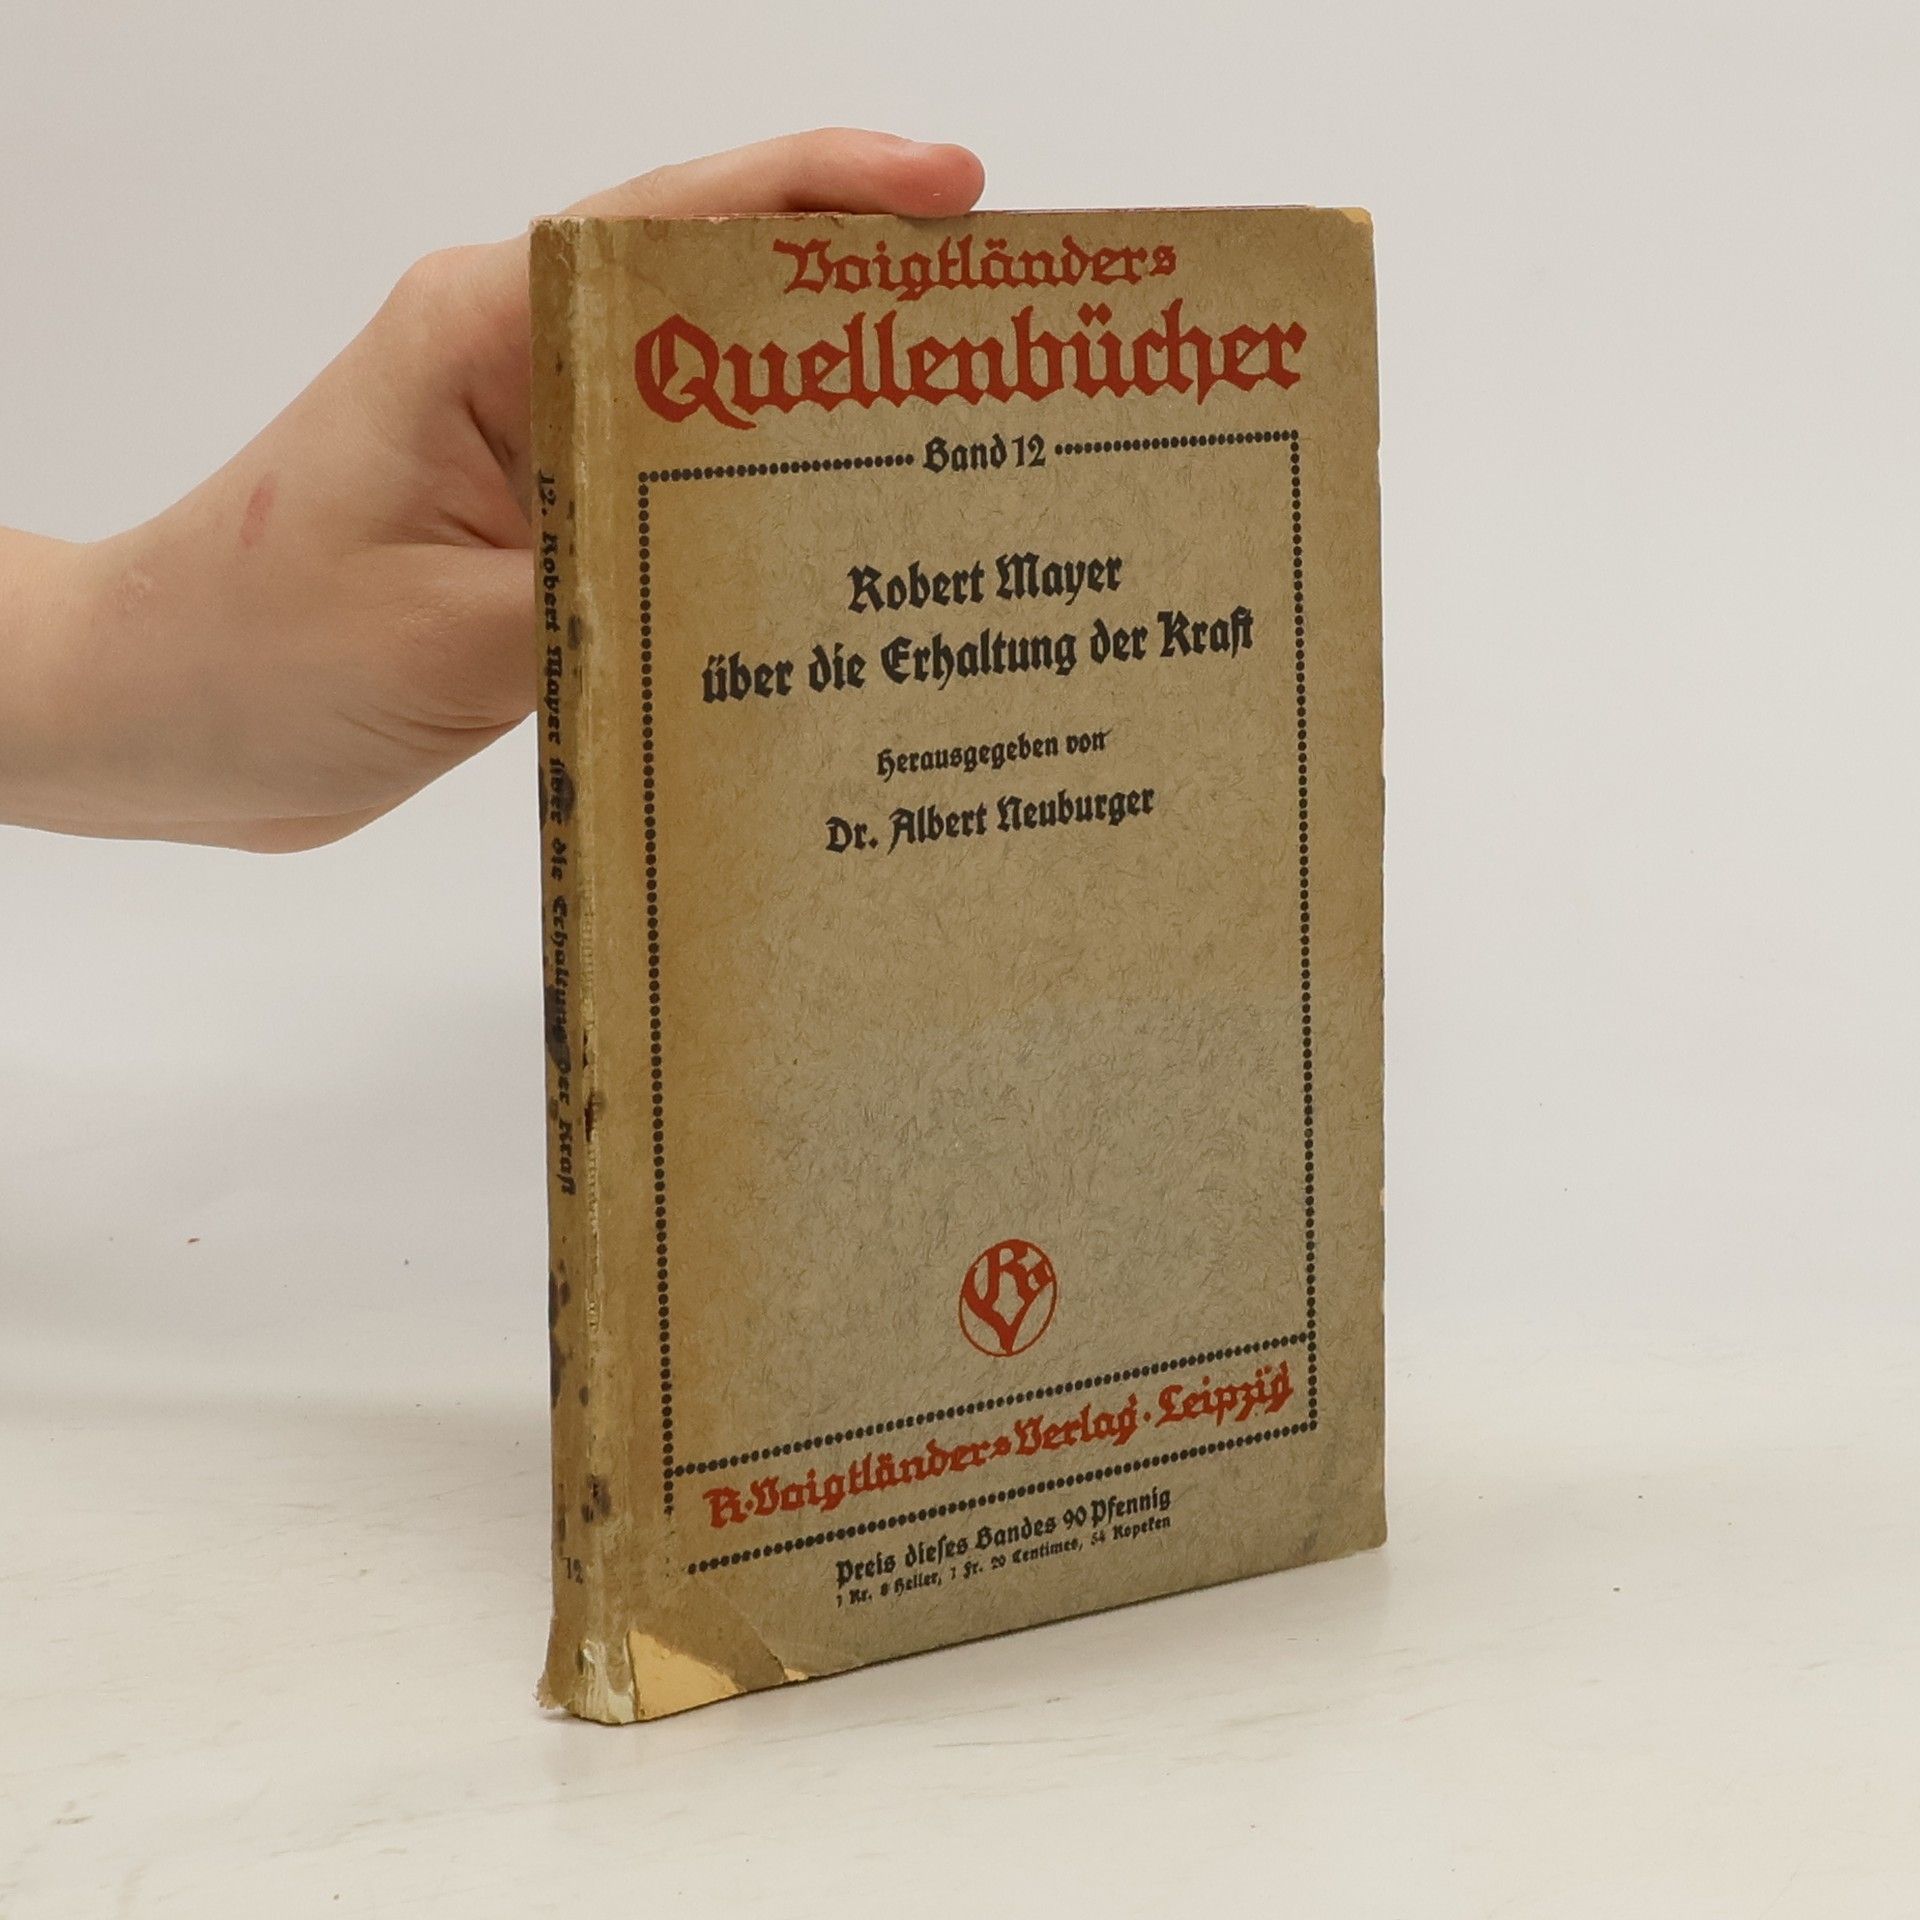 Voigtländers
Quellenbücher
Band 12
Robert Mayer
über die Erhaltung der Kraft
Herausgegeben von
Dr. Albert Neuburger
RV
R. Voigtländers Verlag · Leipzig
Preis dieses Bandes 90 Pfennig
1 Kr. 8 Heller, 1 Fr. 20 Centimes, 54 Kopeken
12. Robert Mayer über die Erhaltung der Kraft
12